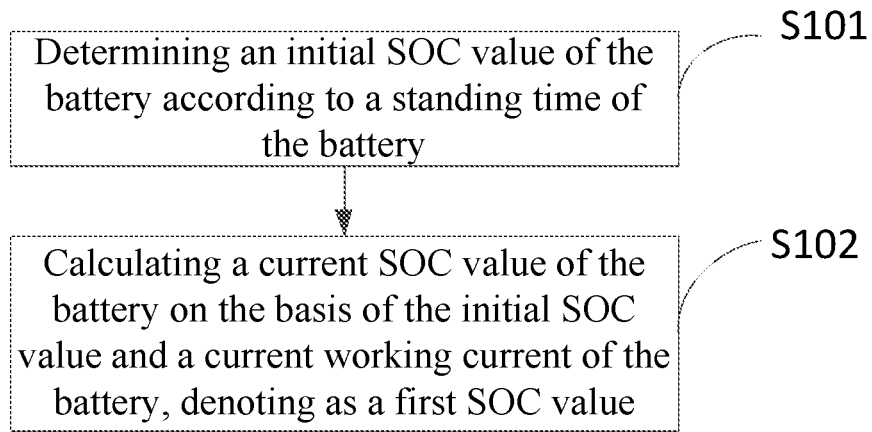 S101
Determining an initial SOC value of the
battery according to a standing time of
the battery
S102
Calculating a current SOC value of the
battery on the basis of the initial SOC
value and a current working current of the
battery, denoting as a first SOC value